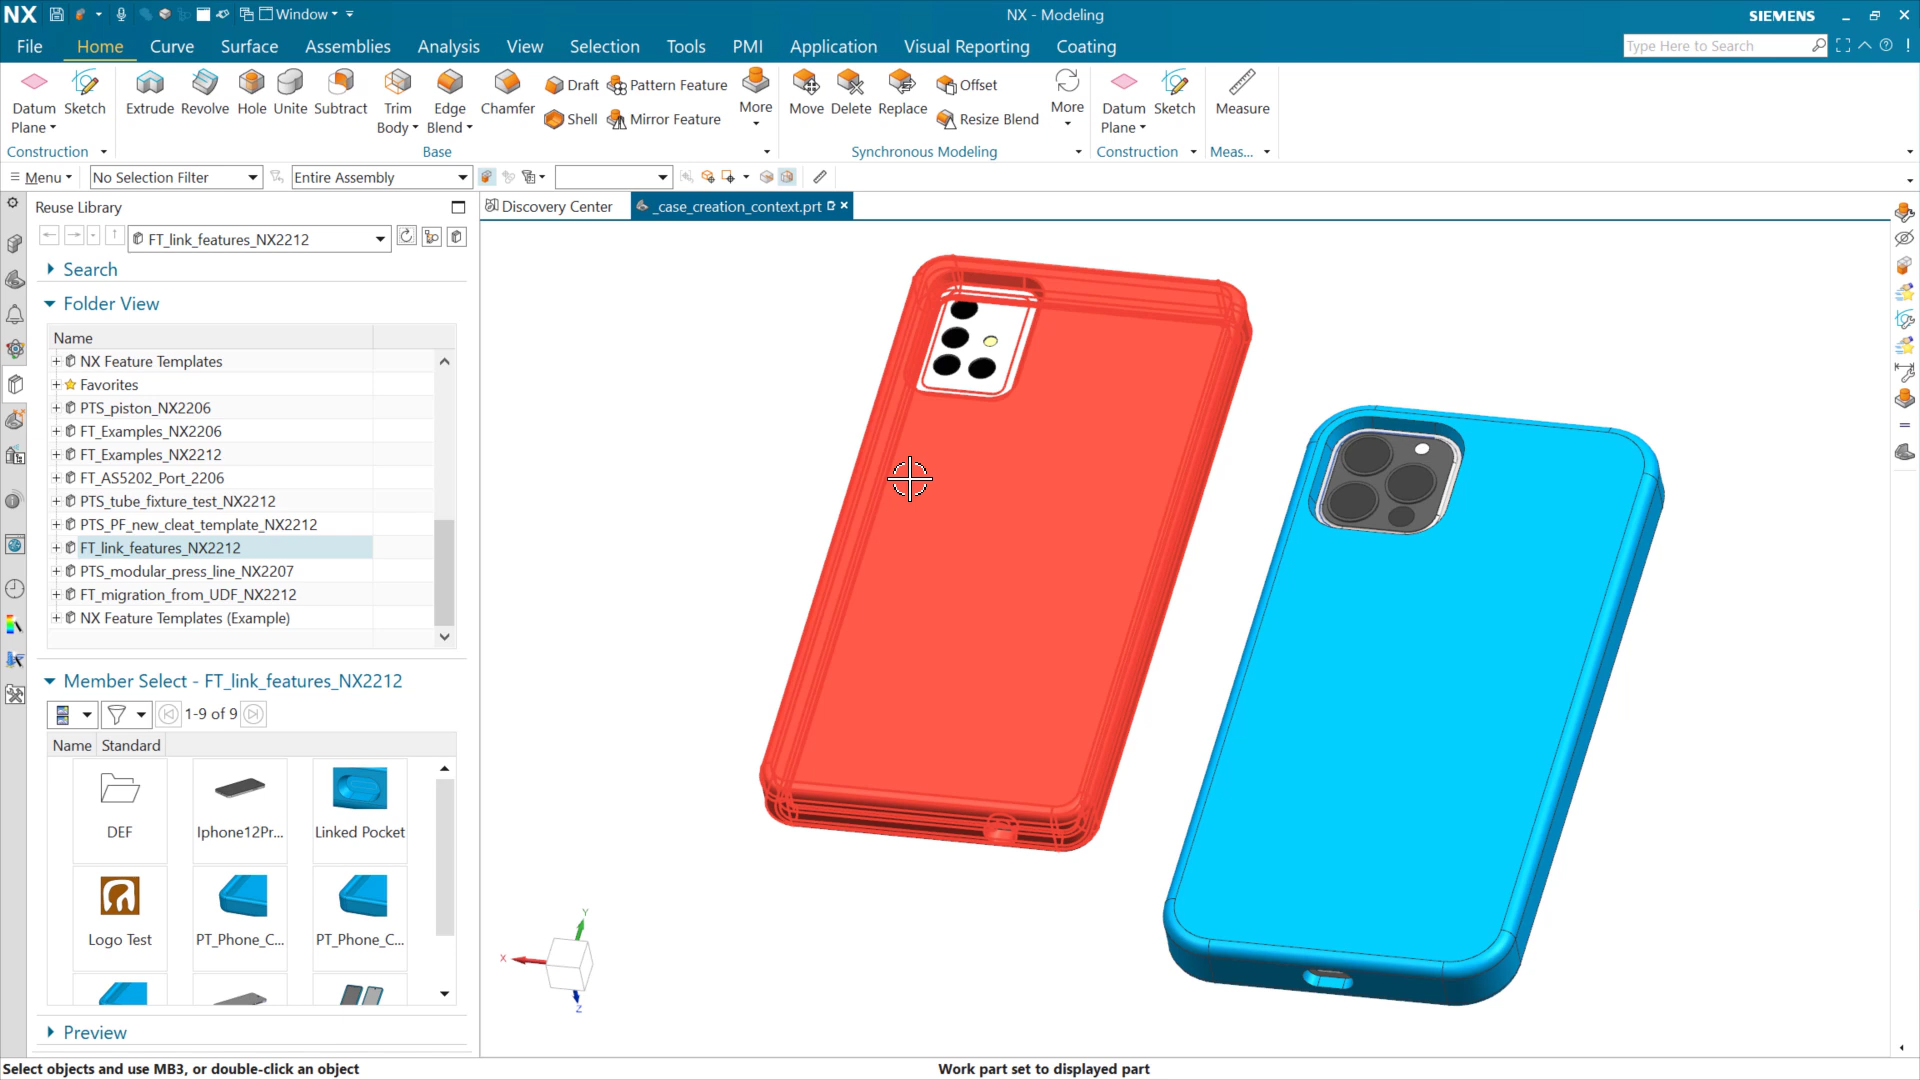 NX Window NX - Modeling SIEMENS
File Home Curve Surface Assemblies Analysis View Selection Tools PMI Application Visual Reporting Coating Type Here to Search
Datum Plane Sketch Extrude Revolve Hole Unite Subtract Trim Body Edge Blend Chamfer Draft Pattern Feature More Move Delete Replace Offset More Datum Plane Sketch Measure
Shell Mirror Feature Resize Blend
Construction Base Synchronous Modeling Construction Meas...
Menu No Selection Filter Entire Assembly
Reuse Library Discovery Center _case_creation_context.prt
FT_link_features_NX2212
Search
Folder View
Name
NX Feature Templates
Favorites
PTS_piston_NX2206
FT_Examples_NX2206
FT_Examples_NX2212
FT_AS5202_Port_2206
PTS_tube_fixture_test_NX2212
PTS_PF_new_cleat_template_NX2212
FT_link_features_NX2212
PTS_modular_press_line_NX2207
FT_migration_from_UDF_NX2212
NX Feature Templates (Example)
Member Select - FT_link_features_NX2212
1-9 of 9
Name Standard
DEF Iphone12Pr... Linked Pocket
Logo Test PT_Phone_C... PT_Phone_C...
Y
X
Z
Preview
Select objects and use MB3, or double-click an object Work part set to displayed part